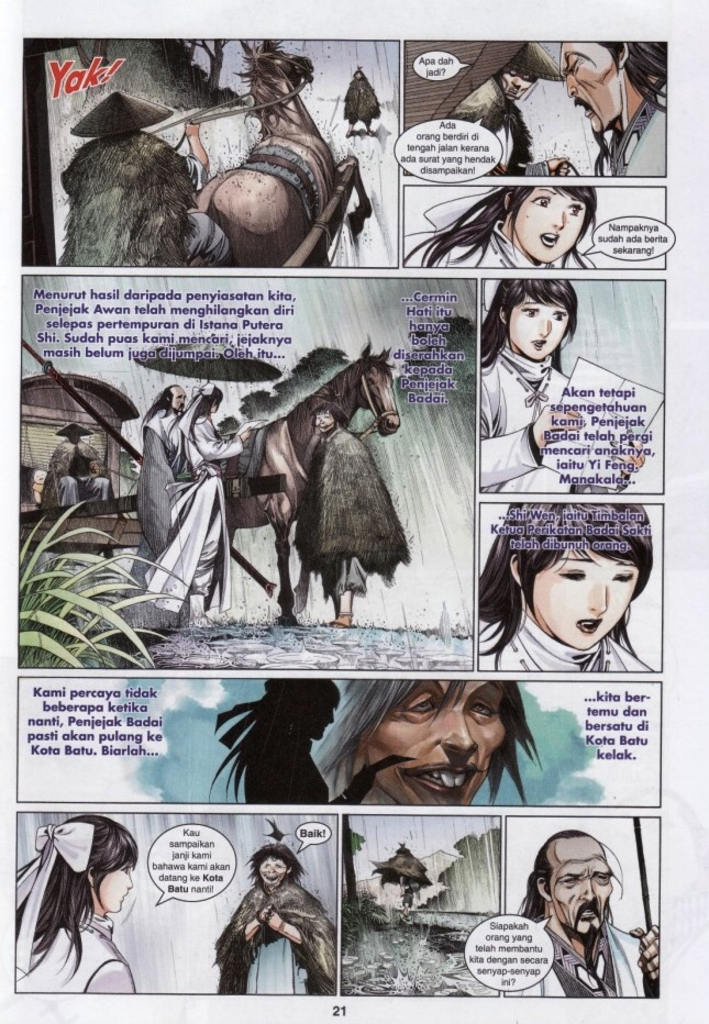 Yak!
Apa dah
jadi?
Ada
orang berdiri di
tengah jalan kerana
ada surat yang hendak
disampaikan!
Nampaknya
sudah ada berita
sekarang!
Menurut hasil daripada penyiasatan kita,
Penjejak Awan telah menghilangkan diri
selepas pertempuran di Istana Putera
Shi. Sudah puas kami mencari, jejaknya
masih belum juga dijumpai. Oleh itu...
...Cermin
Hati itu
hanya
boleh
diserahkan
kepada
Penjejak
Badai.
Akan tetapi
sepengetahuan
kami, Penjejak
Badai telah pergi
mencari anaknya,
iaitu Yi Feng.
Manakala...
...Shi Wen, iaitu Timbalan
Ketua Perikatan Badai Sakti
telah dibunuh orang.
Kami percaya tidak
beberapa ketika
nanti, Penjejak Badai
pasti akan pulang ke
Kota Batu. Biarlah...
...kita ber-
temu dan
bersatu di
Kota Batu
kelak.
Kau
sampaikan
janji kami
bahawa kami akan
datang ke Kota
Batu nanti!
Baik!
Siapakah
orang yang
telah membantu
kita dengan secara
senyap-senyap
ini?
21